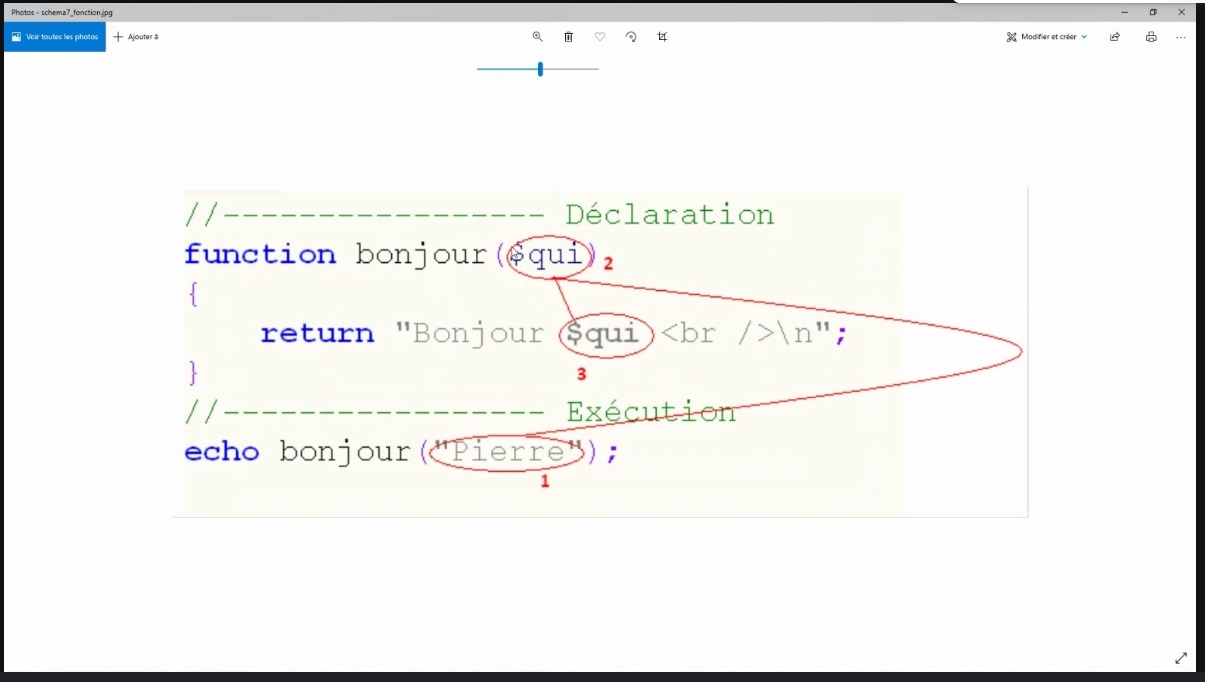 Photos - schema7_fonction.jpg
Voir toutes les photos
Ajouter à
Modifier et créer
//----------------- Déclaration
function bonjour($qui) 2
{
return "Bonjour $qui <br />\n";
3
}
//----------------- Exécution
echo bonjour("Pierre");
1